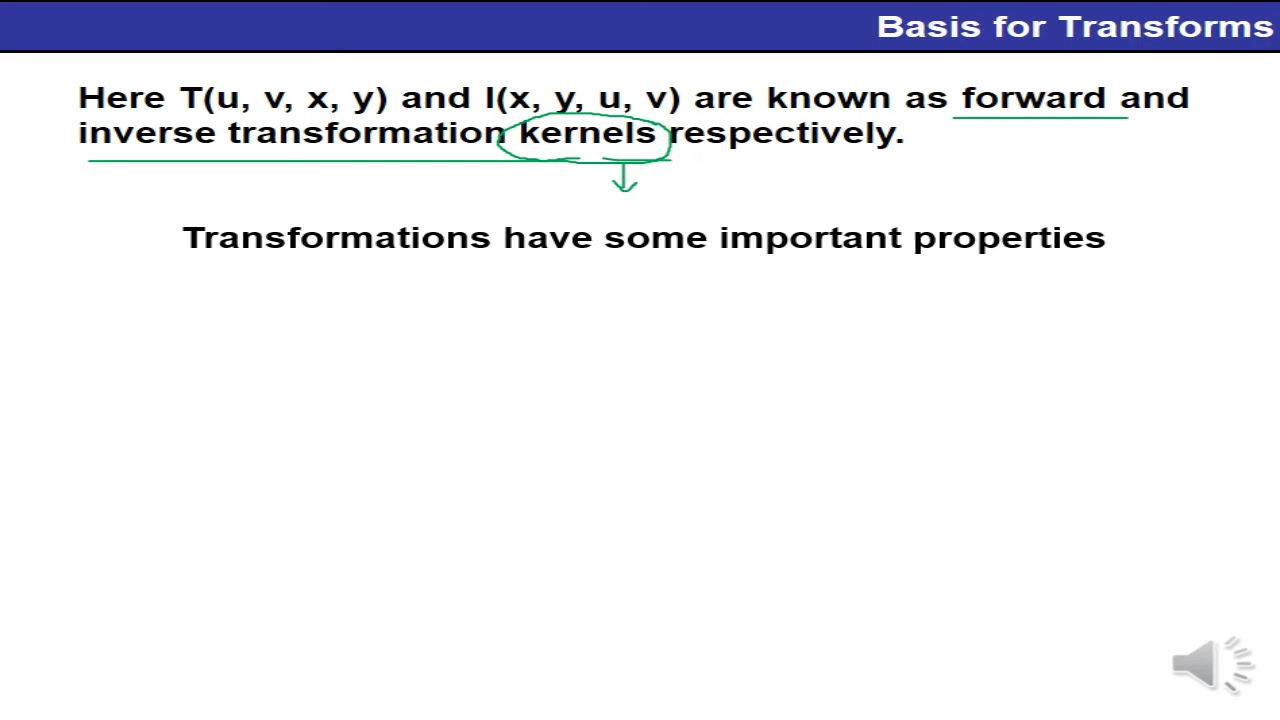 Basis for Transforms
Here T(u, v, x, y) and I(x, y, u, v) are known as forward and
inverse transformation kernels respectively.
Transformations have some important properties